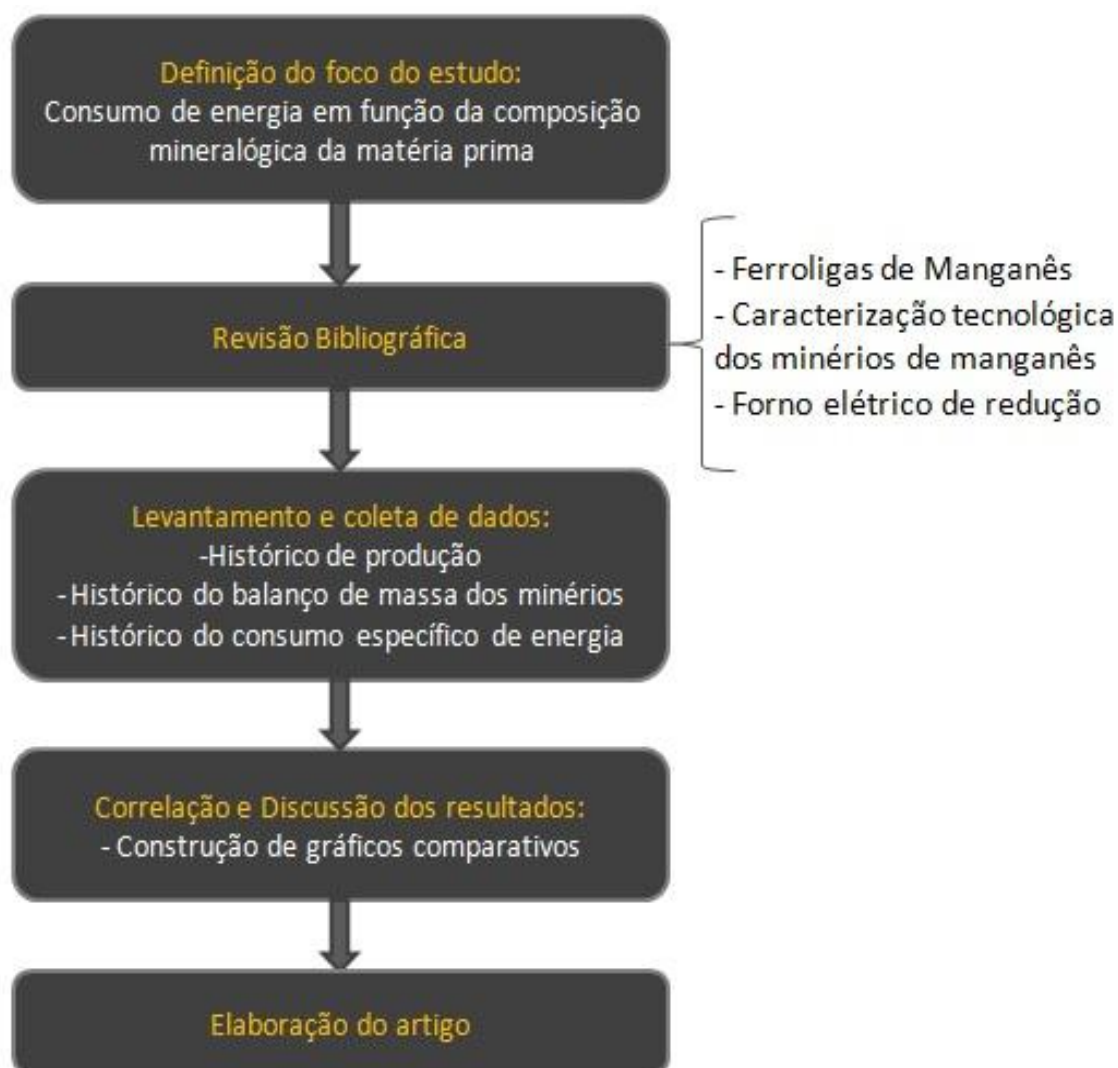 Definição do foco do estudo:
Consumo de energia em função da composição
mineralógica da matéria prima
Revisão Bibliográfica
- Ferroligas de Manganês
- Caracterização tecnológica
dos minérios de manganês
- Forno elétrico de redução
Levantamento e coleta de dados:
-Histórico de produção
-Histórico do balanço de massa dos minérios
-Histórico do consumo específico de energia
Correlação e Discussão dos resultados:
- Construção de gráficos comparativos
Elaboração do artigo